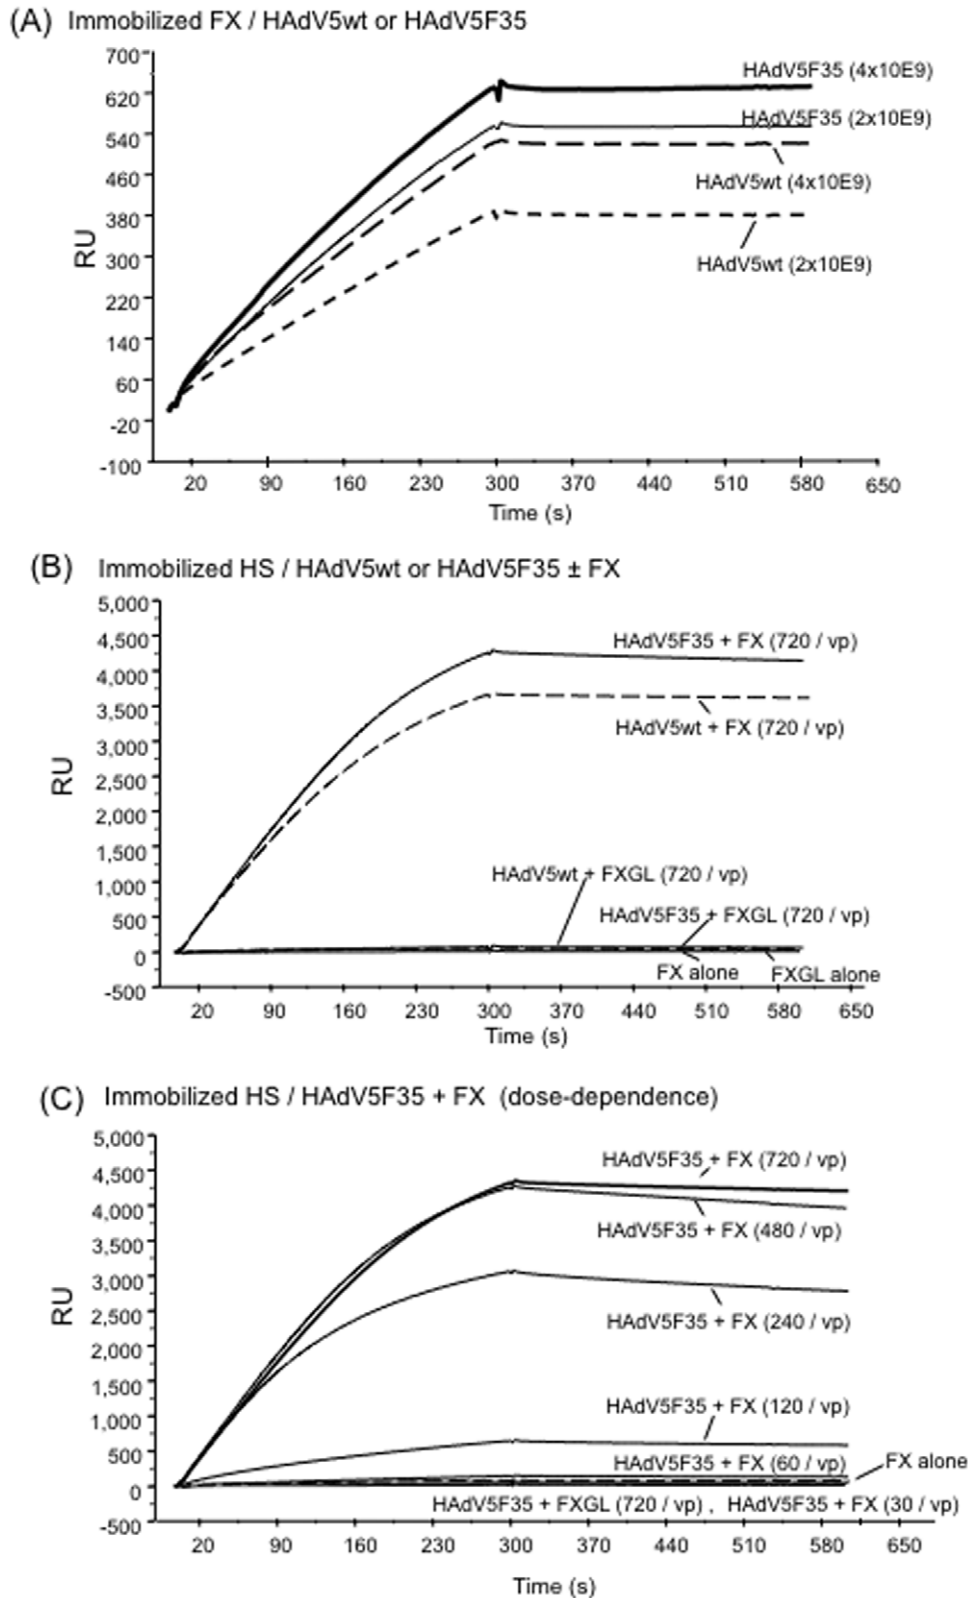 (A) Immobilized FX / HAdV5wt or HAdV5F35
700
HAdV5F35 (4x10E9)
620
HAdV5F35 (2x10E9)
540
460
HAdV5wt (4x10E9)
380
RU
300
HAdV5wt (2x10E9)
220
140
60
-20
-100
20 90 160 230 300 370 440 510 580 650
Time (s)
(B) Immobilized HS / HAdV5wt or HAdV5F35 ± FX
5,000
4,500
HAdV5F35 + FX (720 / vp)
4,000
3,500
HAdV5wt + FX (720 / vp)
3,000
RU
2,500
2,000
1,500
HAdV5wt + FXGL (720 / vp)
1,000
500
HAdV5F35 + FXGL (720 / vp)
0
FX alone FXGL alone
-500
20 90 160 230 300 370 440 510 580 650
Time (s)
(C) Immobilized HS / HAdV5F35 + FX (dose-dependence)
5,000
HAdV5F35 + FX (720 / vp)
4,500
4,000
HAdV5F35 + FX (480 / vp)
3,500
3,000
RU
2,500
HAdV5F35 + FX (240 / vp)
2,000
1,500
HAdV5F35 + FX (120 / vp)
1,000
500
HAdV5F35 + FX (60 / vp) FX alone
0
HAdV5F35 + FXGL (720 / vp) , HAdV5F35 + FX (30 / vp)
-500
20 90 160 230 300 370 440 510 580 650
Time (s)